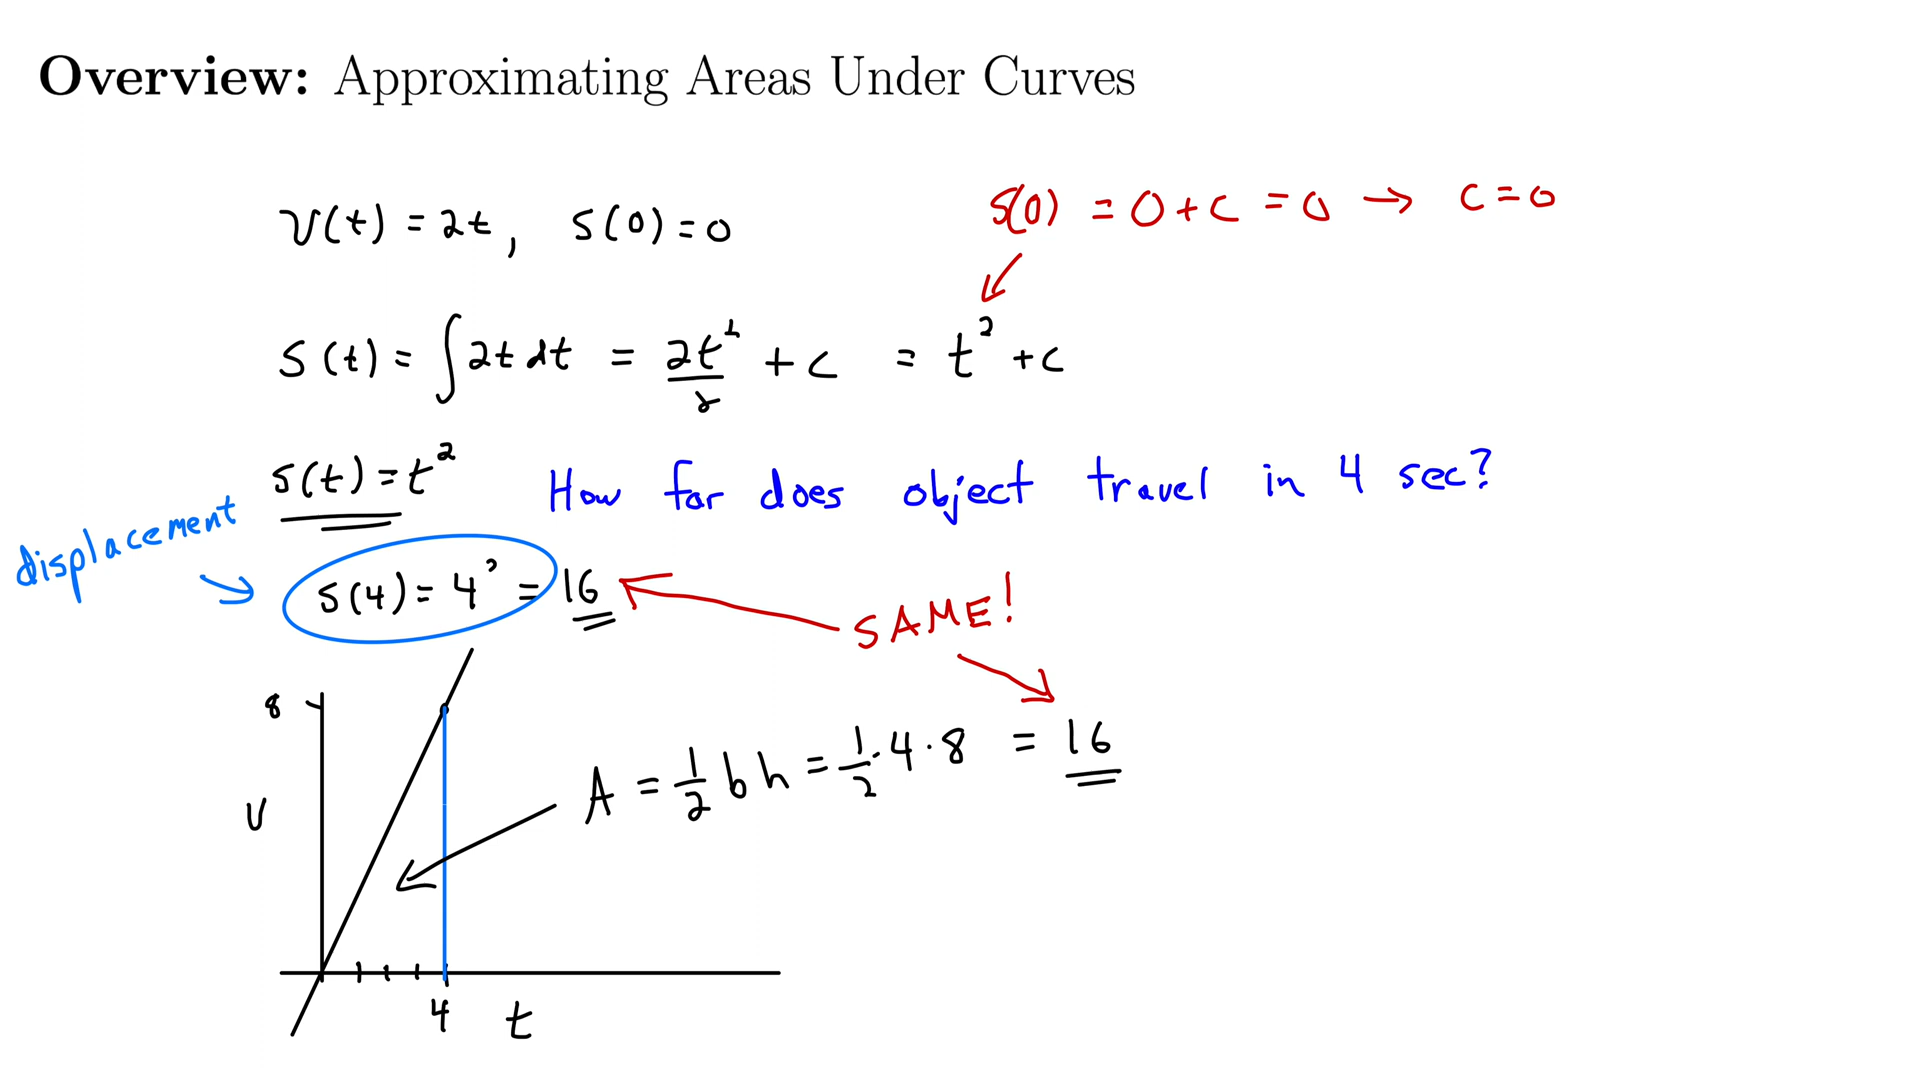 Overview: Approximating Areas Under Curves
v(t) = 2t, s(0) = 0
s(0) = 0 + c = 0 → c = 0
s(t) = ∫2t dt = 2t²/2 + c = t² + c
s(t) = t²
How far does object travel in 4 sec?
displacement
s(4) = 4² = 16
SAME!
8
A = 1/2 b h = 1/2 · 4 · 8 = 16
v
4
t